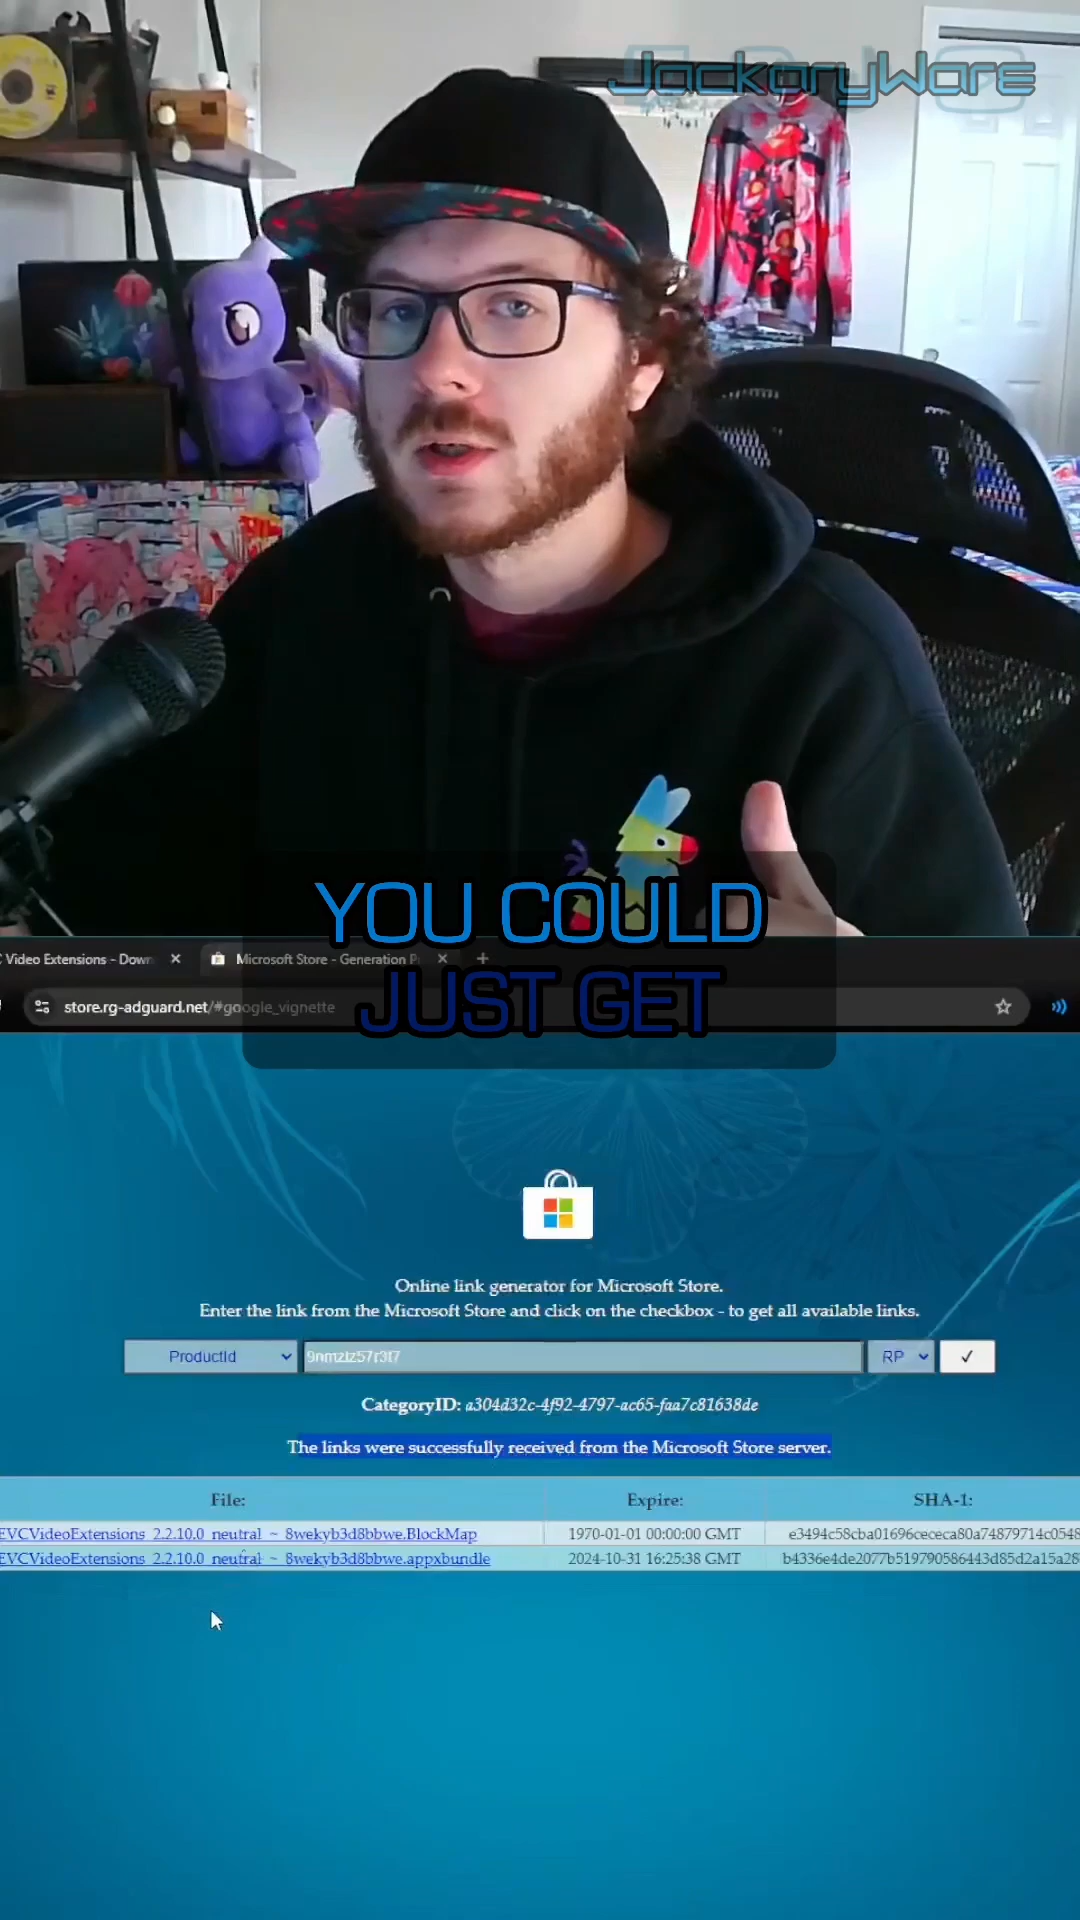 JackaryWare
YOU COULD
JUST GET
Video Extensions - Down
Microsoft Store - Generation P
store.rg-adguard.net/#google_vignette
Online link generator for Microsoft Store.
Enter the link from the Microsoft Store and click on the checkbox - to get all available links.
ProductId
RP ✓
CategoryID: a304d32c-4f92-4797-ac65-faa7c81638de
The links were successfully received from the Microsoft Store server.
File: Expire: SHA-1:
EVCVideoExtensions_2.2.10.0_neutral_~_8wekyb3d8bbwe.BlockMap 1970-01-01 00:00:00 GMT
EVCVideoExtensions_2.2.10.0_neutral_~_8wekyb3d8bbwe.appxbundle 2024-10-31 16:25:38 GMT